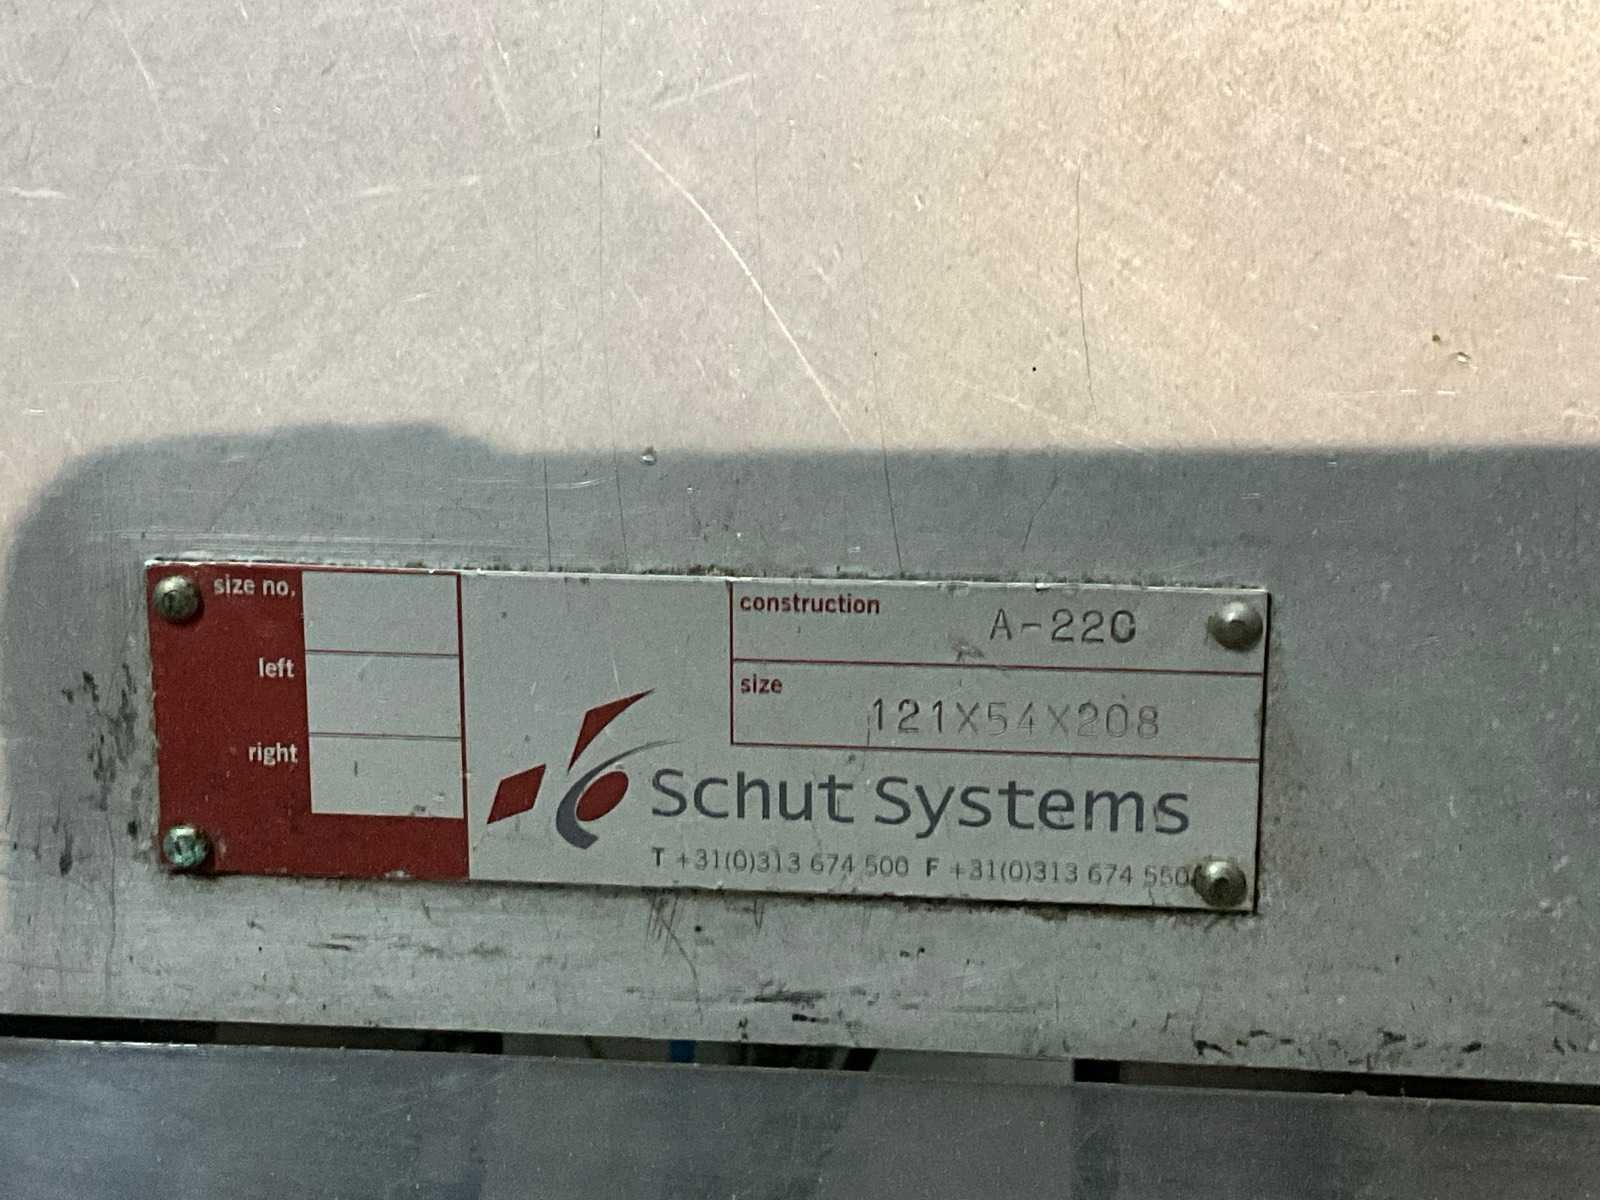 size no.
left
right
construction A-220
size 121X54X208
Schut Systems
T +31(0)313 674 500 F +31(0)313 674 550